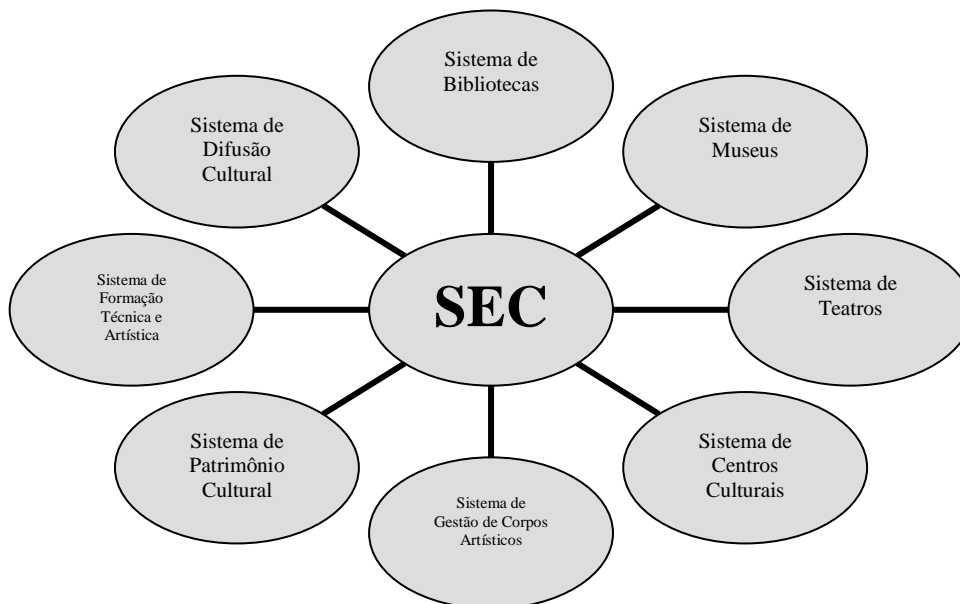 Sistema de
Bibliotecas
Sistema de
Difusão
Cultural
Sistema de
Museus
Sistema de
Formação
Técnica e
Artística
SEC
Sistema de
Teatros
Sistema de
Patrimônio
Cultural
Sistema de
Gestão de Corpos
Artísticos
Sistema de
Centros
Culturais